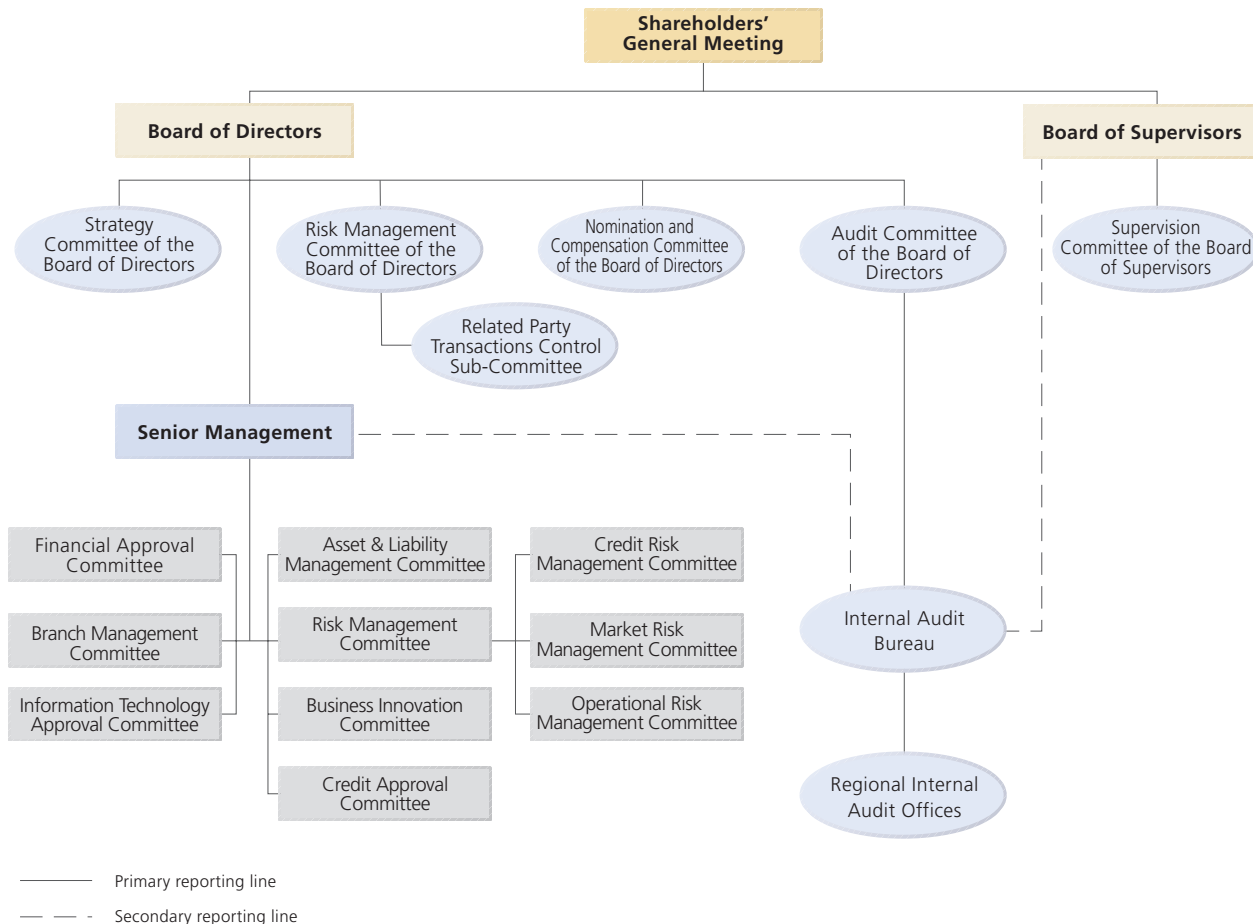 Shareholders'
General Meeting
Board of Directors
Board of Supervisors
Strategy
Committee of the
Board of Directors
Risk Management
Committee of the
Board of Directors
Nomination and
Compensation Committee
of the Board of Directors
Audit Committee
of the Board of
Directors
Supervision
Committee of the Board
of Supervisors
Related Party
Transactions Control
Sub-Committee
Senior Management
Financial Approval
Committee
Asset & Liability
Management Committee
Credit Risk
Management Committee
Branch Management
Committee
Risk Management
Committee
Market Risk
Management Committee
Internal Audit
Bureau
Information Technology
Approval Committee
Business Innovation
Committee
Operational Risk
Management Committee
Credit Approval
Committee
Regional Internal
Audit Offices
Primary reporting line
Secondary reporting line